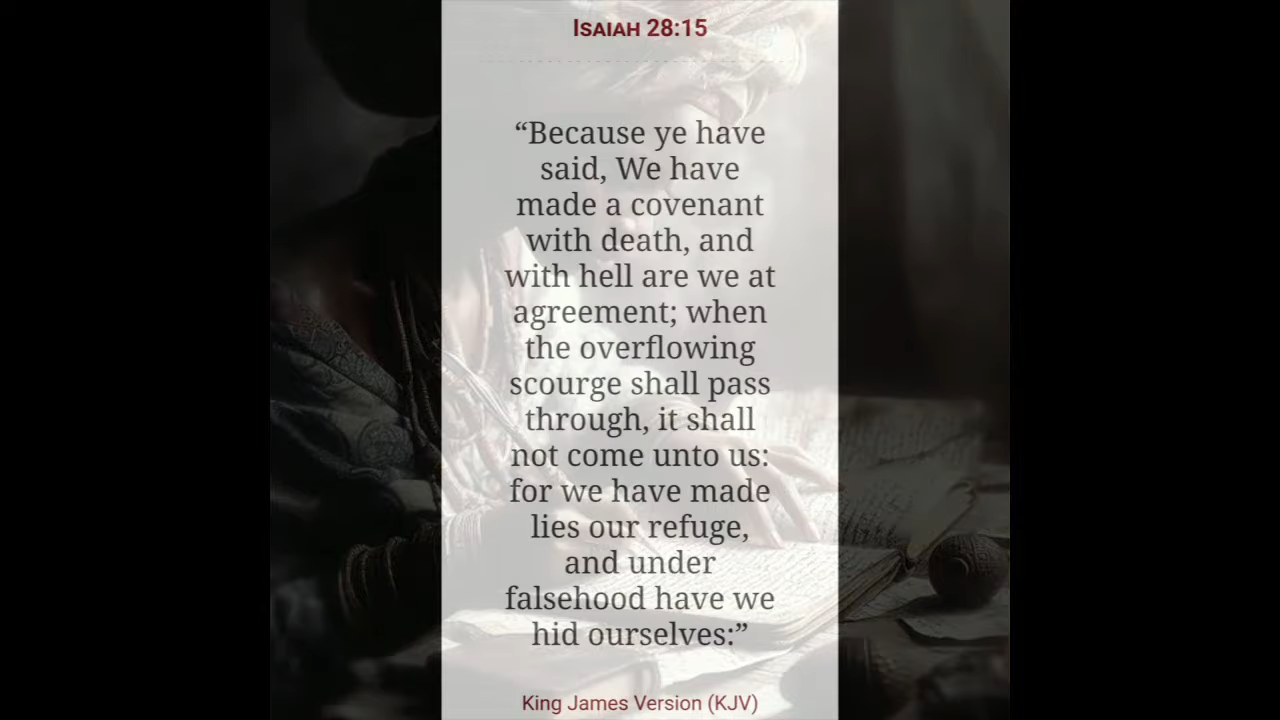 Isaiah 28:15
“Because ye have
said, We have
made a covenant
with death, and
with hell are we at
agreement; when
the overflowing
scourge shall pass
through, it shall
not come unto us:
for we have made
lies our refuge,
and under
falsehood have we
hid ourselves:”
King James Version (KJV)